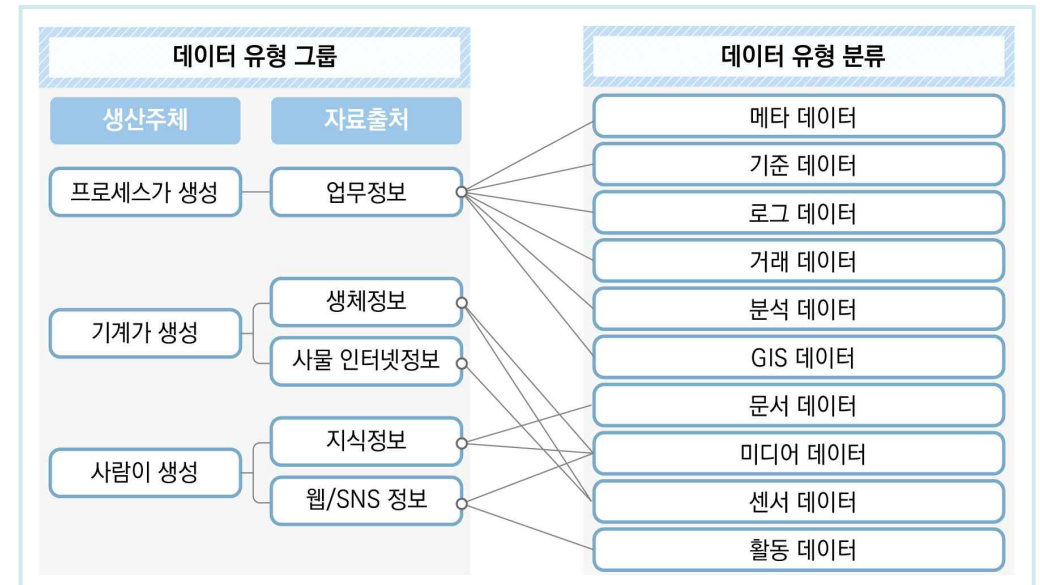 데이터 유형 그룹
생산주체
자료출처
프로세스가 생성
업무정보
기계가 생성
생체정보
사물 인터넷정보
사람이 생성
지식정보
웹/SNS 정보
데이터 유형 분류
메타 데이터
기준 데이터
로그 데이터
거래 데이터
분석 데이터
GIS 데이터
문서 데이터
미디어 데이터
센서 데이터
활동 데이터